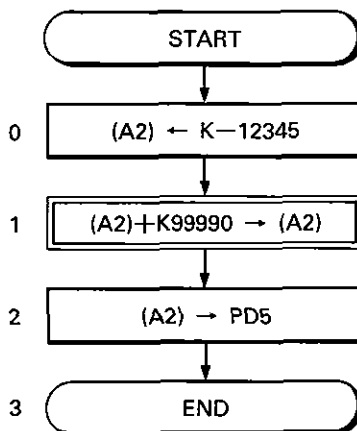 START
0 (A2) ← K—12345
1 (A2)+K99990 → (A2)
2 (A2) → PD5
3 END